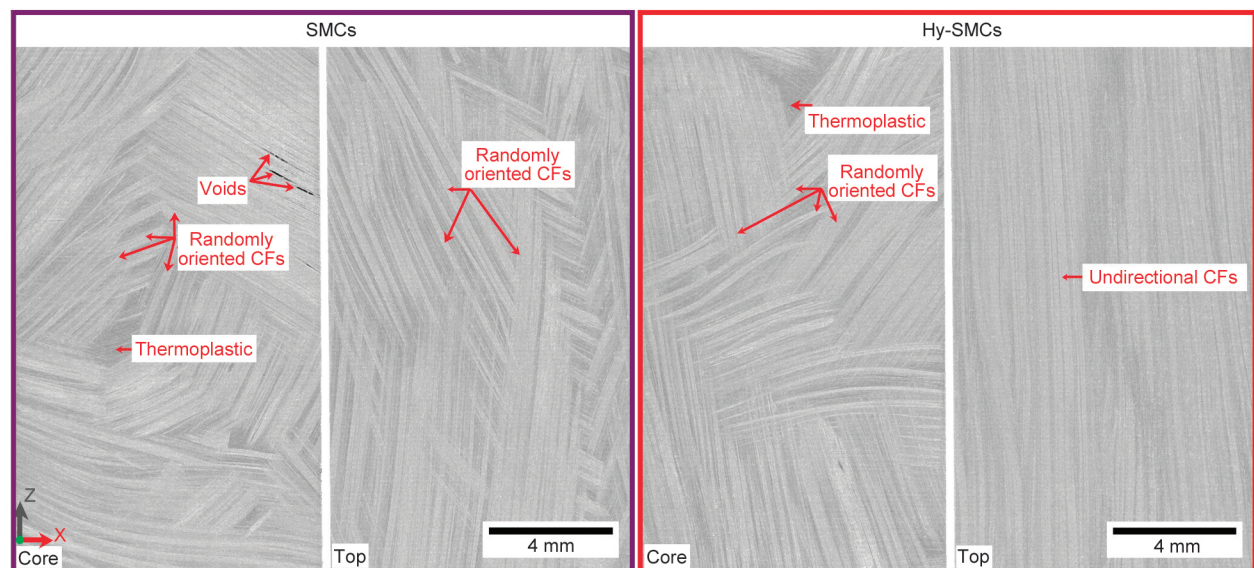 SMCs
Voids
Randomly
oriented CFs
Thermoplastic
Z
X
Core
Randomly
oriented CFs
4 mm
Top
Hy-SMCs
Thermoplastic
Randomly
oriented CFs
Core
Undirectional CFs
4 mm
Top